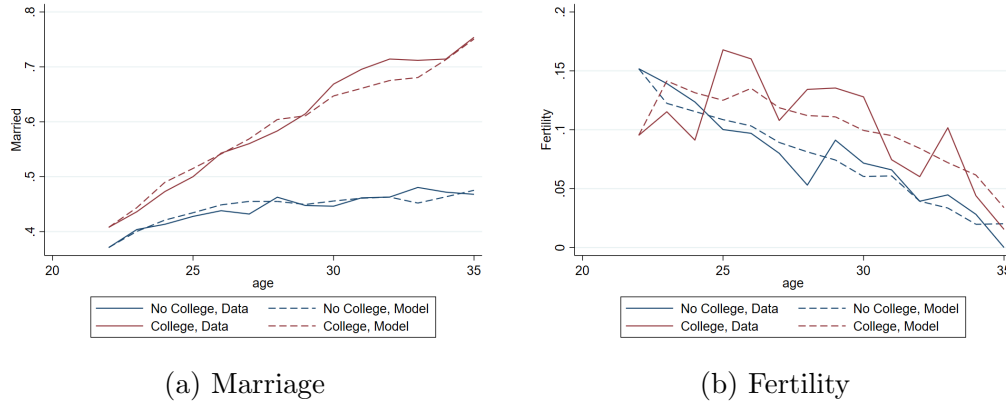 .8
.7
.6
.5
.4
Married
20
25
30
35
age
No College, Data
No College, Model
College, Data
College, Model
(a) Marriage
.2
.15
.1
.05
0
Fertility
20
25
30
35
age
No College, Data
No College, Model
College, Data
College, Model
(b) Fertility